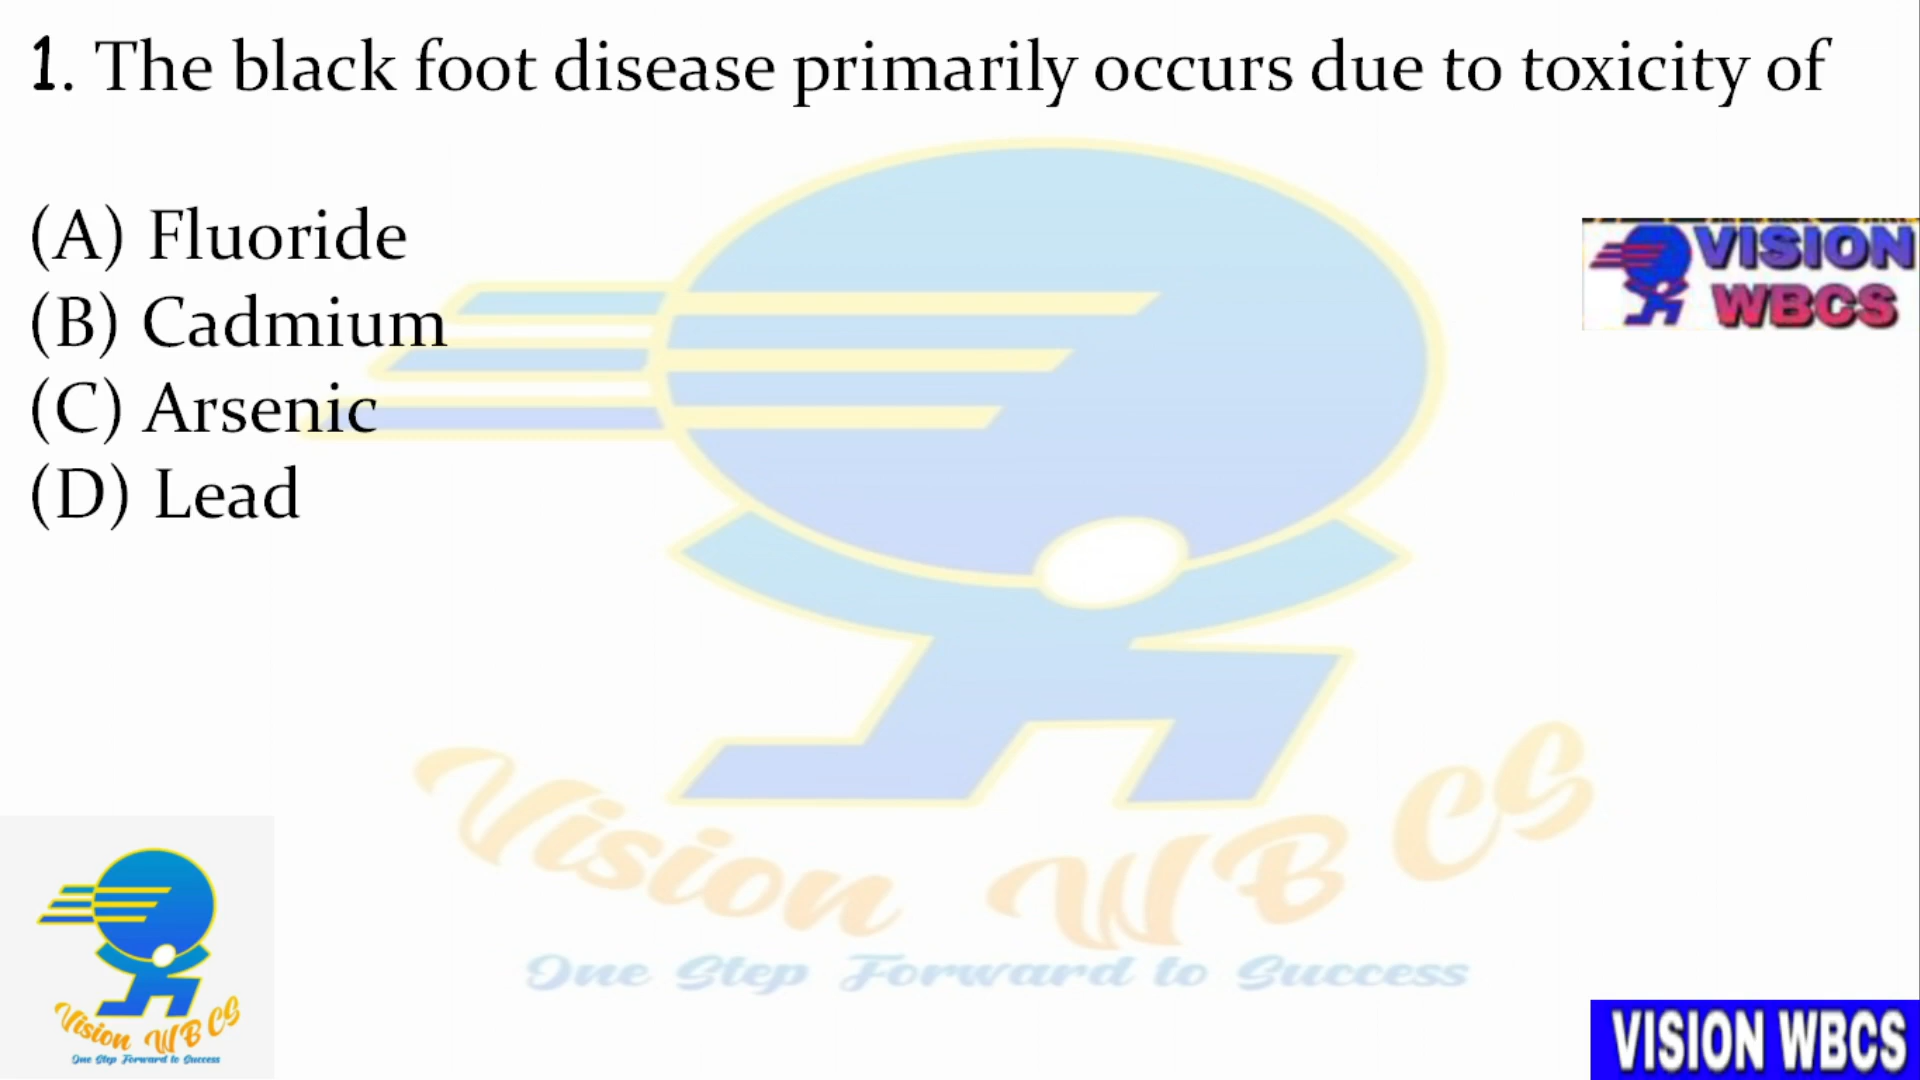 1. The black foot disease primarily occurs due to toxicity of
(A) Fluoride
(B) Cadmium
(C) Arsenic
(D) Lead
VISION
WBCS
Vision WBCS
One Step Forward to Success
Vision WBCS
One Step Forward to Success
VISION WBCS